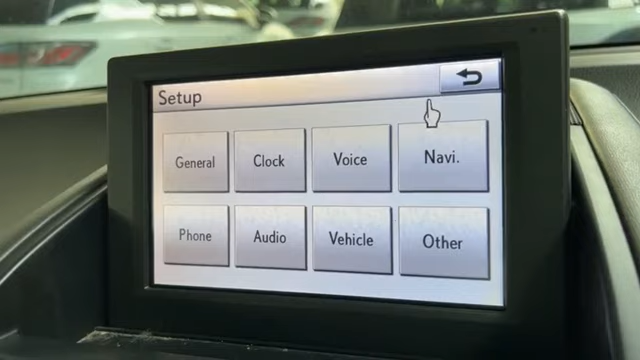 Setup
General Clock Voice Navi.
Phone Audio Vehicle Other